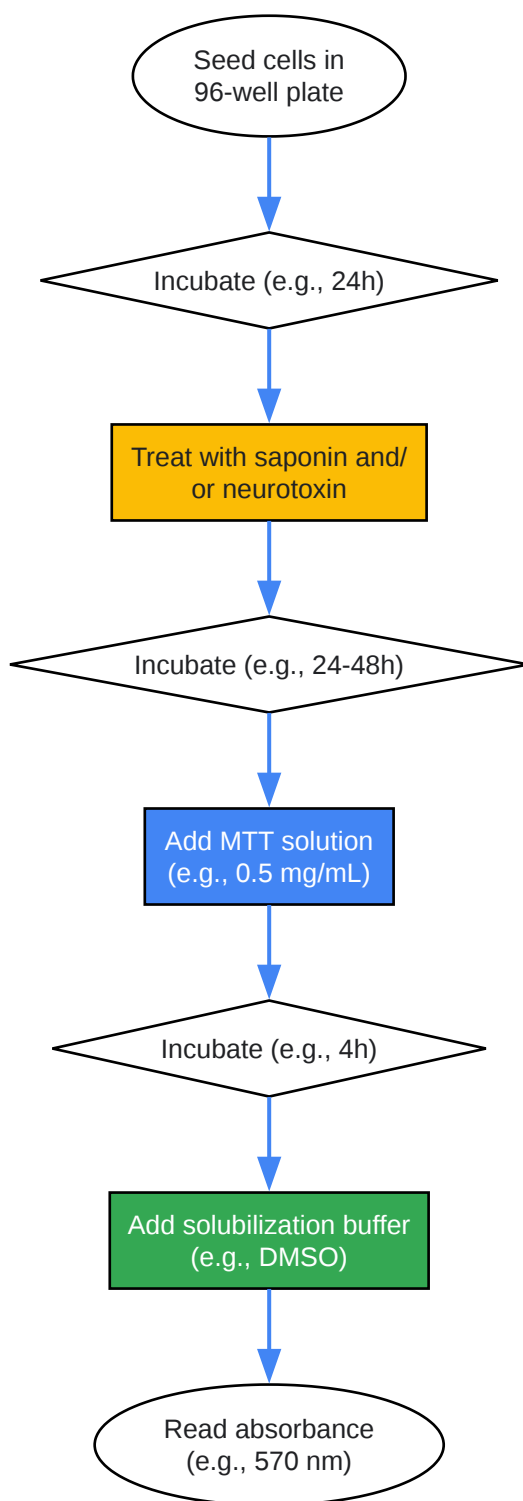 Seed cells in
96-well plate
Incubate (e.g., 24h)
Treat with saponin and/
or neurotoxin
Incubate (e.g., 24-48h)
Add MTT solution
(e.g., 0.5 mg/mL)
Incubate (e.g., 4h)
Add solubilization buffer
(e.g., DMSO)
Read absorbance
(e.g., 570 nm)